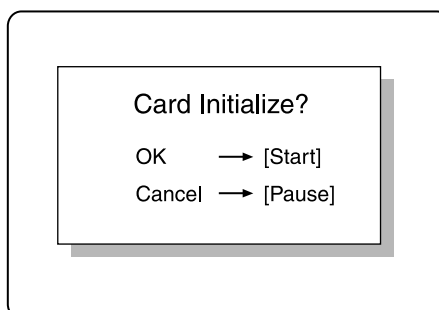 Card Initialize?
OK → [Start]
Cancel → [Pause]